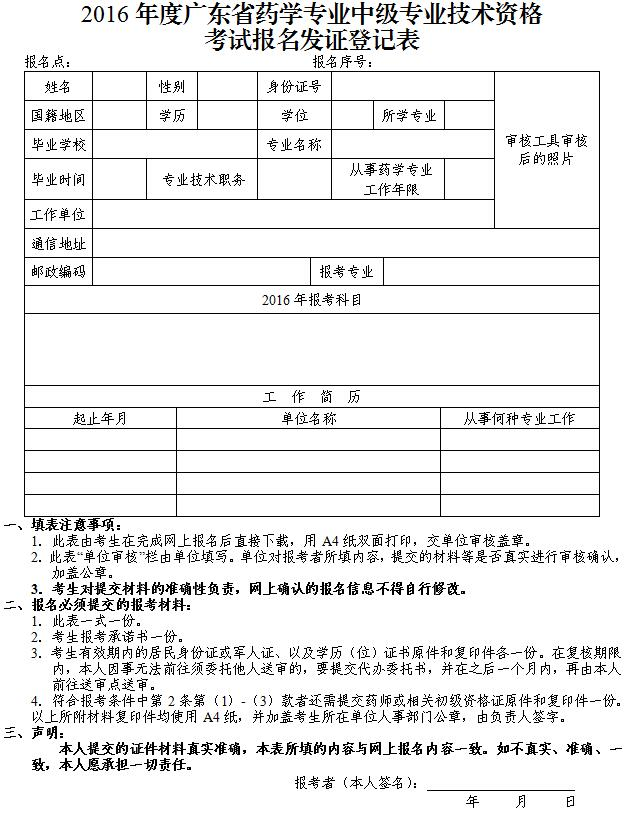 2016 年度广东省药学专业中级专业技术资格
考试报名发证登记表
报名点： 报名序号：
姓名 性别 身份证号
国籍地区 学历 学位 所学专业
审核工具审核
后的照片
毕业学校 专业名称
毕业时间 专业技术职务 从事药学专业
工作年限
工作单位
通信地址
邮政编码 报考专业
2016 年报考科目
工 作 简 历
起止年月 单位名称 从事何种专业工作
一、填表注意事项：
1．此表由考生在完成网上报名后直接下载，用 A4 纸双面打印，交单位审核盖章。
2．此表“单位审核”栏由单位填写。单位对报考者所填内容，提交的材料等是否真实进行审核确认，
加盖公章。
3．考生对提交材料的准确性负责，网上确认的报名信息不得自行修改。
二、报名必须提交的报考材料：
1．此表一式一份。
2．考生报考承诺书一份。
3．考生有效期内的居民身份证或军人证、以及学历（位）证书原件和复印件各一份。在复核期限
内，本人因事无法前往须委托他人送审的，要提交代办委托书，并在之后一个月内，再由本人
前往送审点送审。
4．符合报考条件中第 2 条第（1）-（3）款者还需提交药师或相关初级资格证原件和复印件一份。
以上所附材料复印件均使用 A4 纸，并加盖考生所在单位人事部门公章，由负责人签字。
三、声明：
本人提交的证件材料真实准确，本表所填的内容与网上报名内容一致。如不真实、准确、一
致，本人愿承担一切责任。
报考者（本人签名）：
年 月 日